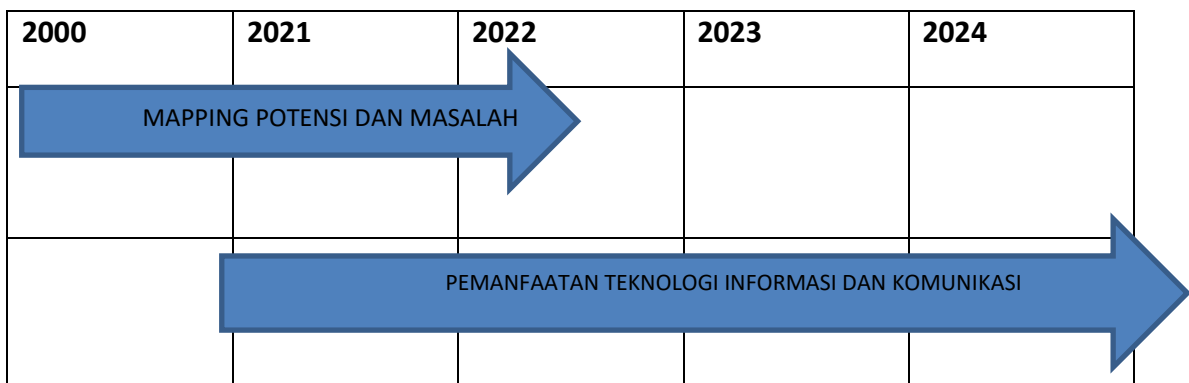 2000 2021 2022 2023 2024
MAPPING POTENSI DAN MASALAH
PEMANFAATAN TEKNOLOGI INFORMASI DAN KOMUNIKASI